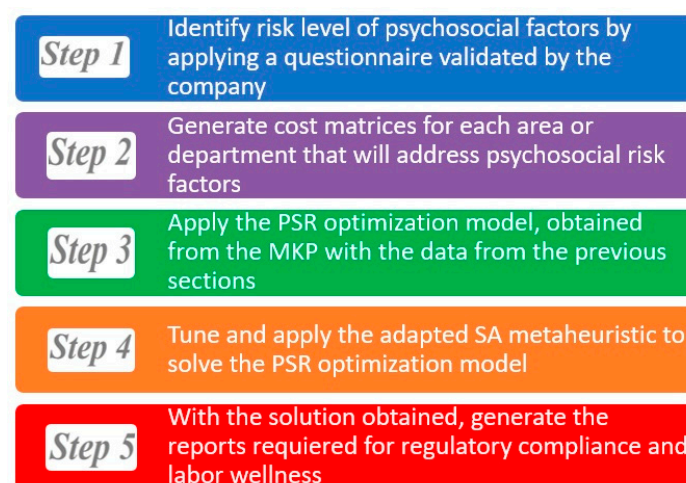 Step 1
Identify risk level of psychosocial factors by
applying a questionnaire validated by the
company
Step 2
Generate cost matrices for each area or
department that will address psychosocial risk
factors
Step 3
Apply the PSR optimization model, obtained
from the MKP with the data from the previous
sections
Step 4
Tune and apply the adapted SA metaheuristic to
solve the PSR optimization model
Step 5
With the solution obtained, generate the
reports requiered for regulatory compliance and
labor wellness